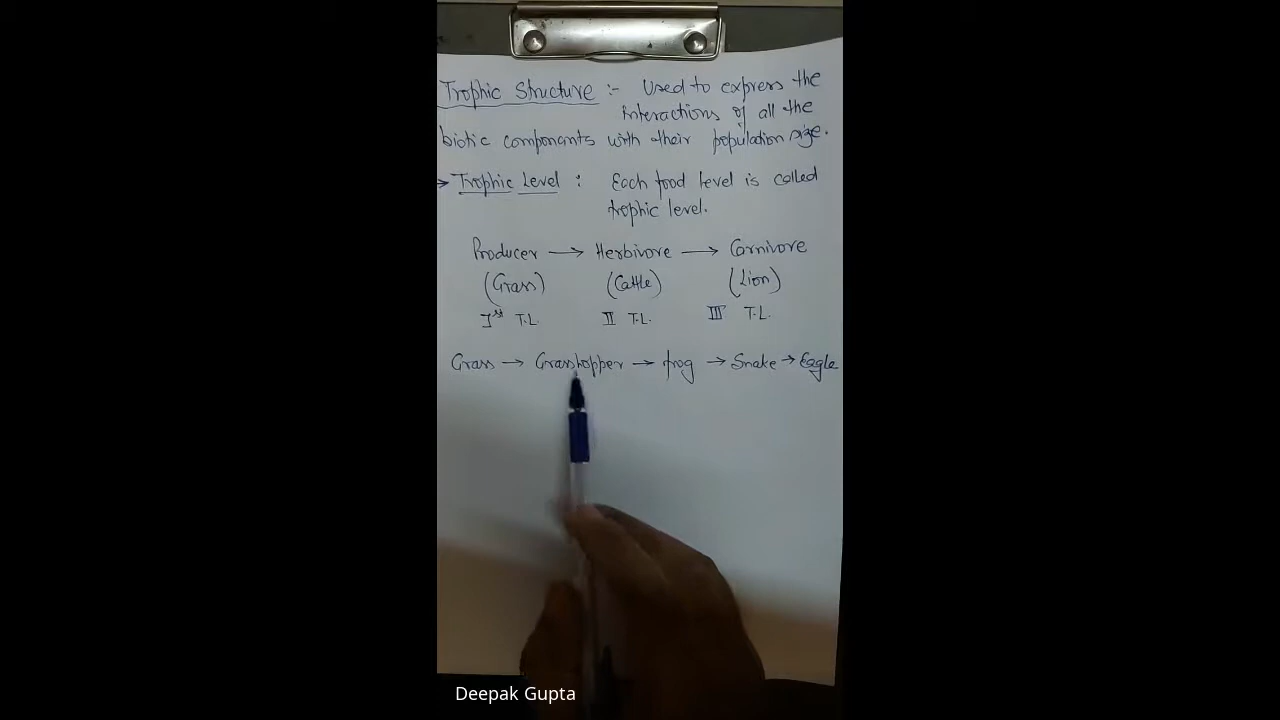 Trophic Structure :- Used to express the
interactions of all the
biotic componants with their population size.
→ Trophic Level : Each food level is called
trophic level.
Producer → Herbivore → Carnivore
(Grass) (Cattle) (Lion)
Ist T.L. II T.L. III T.L.
Grass → Grasshopper → frog → Snake → Eagle
Deepak Gupta